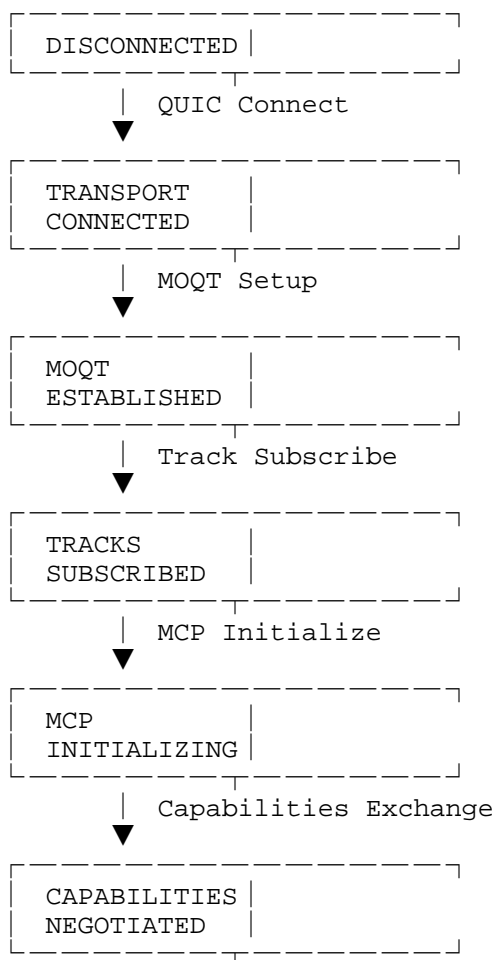 DISCONNECTED
QUIC Connect
TRANSPORT
CONNECTED
MOQT Setup
MOQT
ESTABLISHED
Track Subscribe
TRACKS
SUBSCRIBED
MCP Initialize
MCP
INITIALIZING
Capabilities Exchange
CAPABILITIES
NEGOTIATED